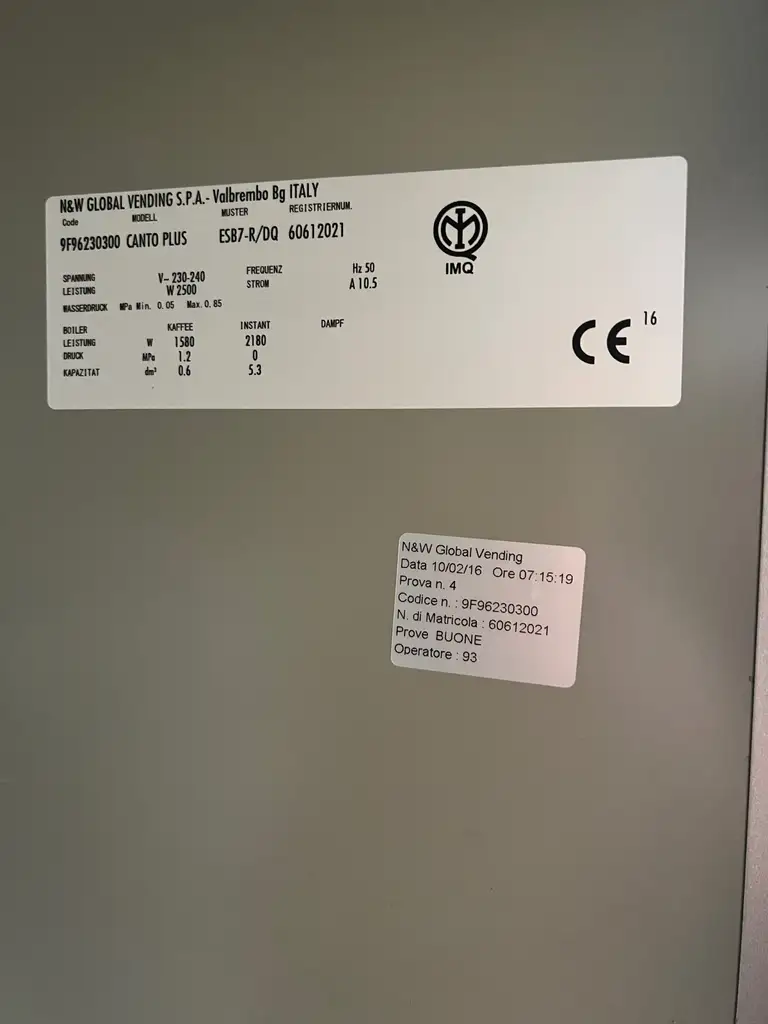 N&W GLOBAL VENDING S.P.A.- Valbrembo Bg ITALY
Code MODELL MUSTER REGISTRIERNUM.
9F96230300 CANTO PLUS ESB7-R/DQ 60612021
SPANNUNG V~ 230-240 FREQUENZ Hz 50
LEISTUNG W 2500 STROM A 10.5
WASSERDRUCK MPa Min. 0.05 Max.0.85
BOILER KAFFEE INSTANT DAMPF
LEISTUNG W 1580 2180
DRUCK MPa 1.2 0
KAPAZITAT dm³ 0.6 5.3
IMQ
CE 16
N&W Global Vending
Data 10/02/16 Ore 07:15:19
Prova n. 4
Codice n. : 9F96230300
N. di Matricola : 60612021
Prove BUONE
Operatore : 93